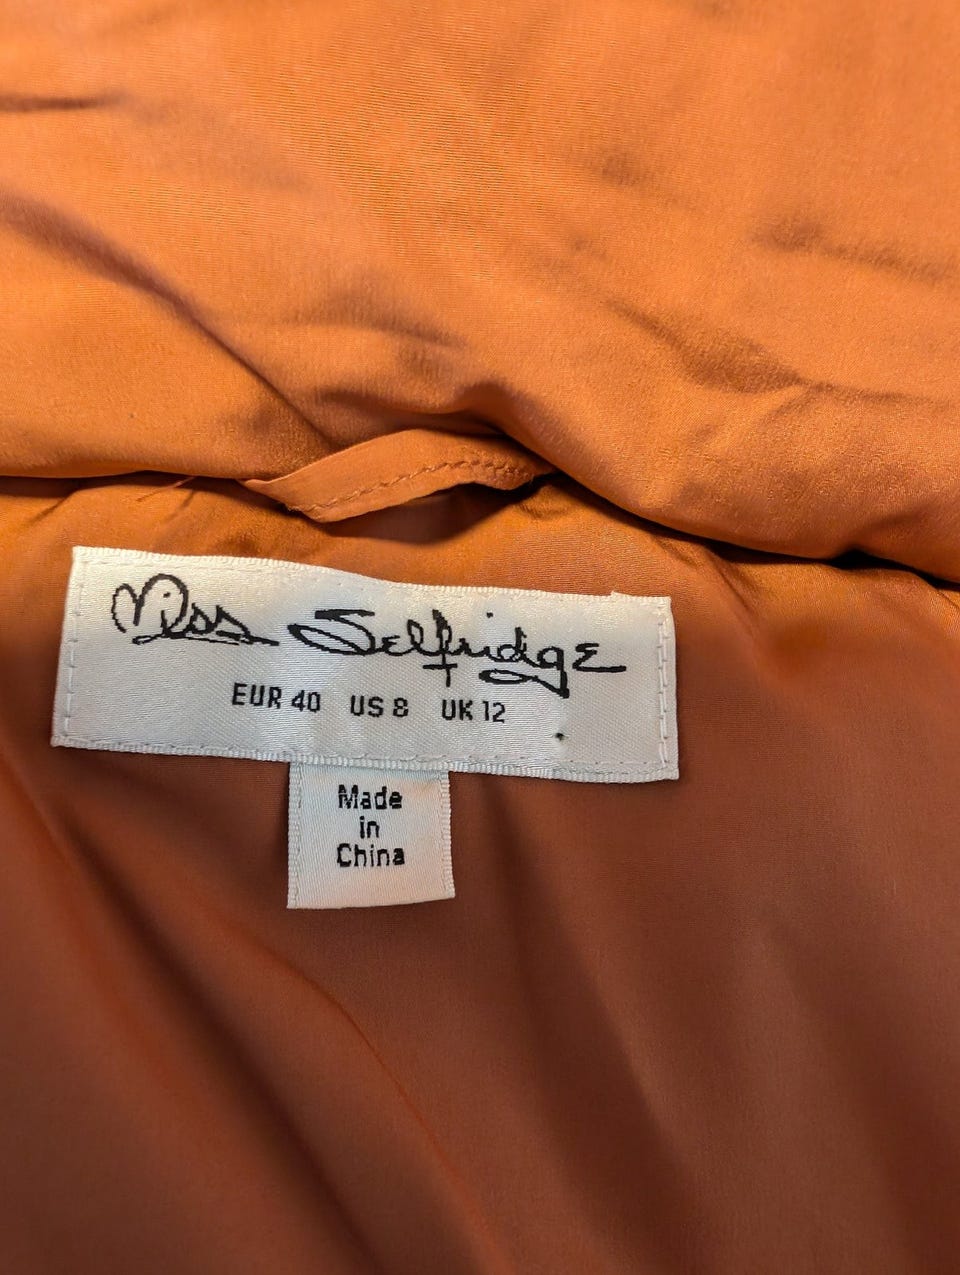 Miss Selfridge
EUR 40 US 8 UK 12
Made
in
China